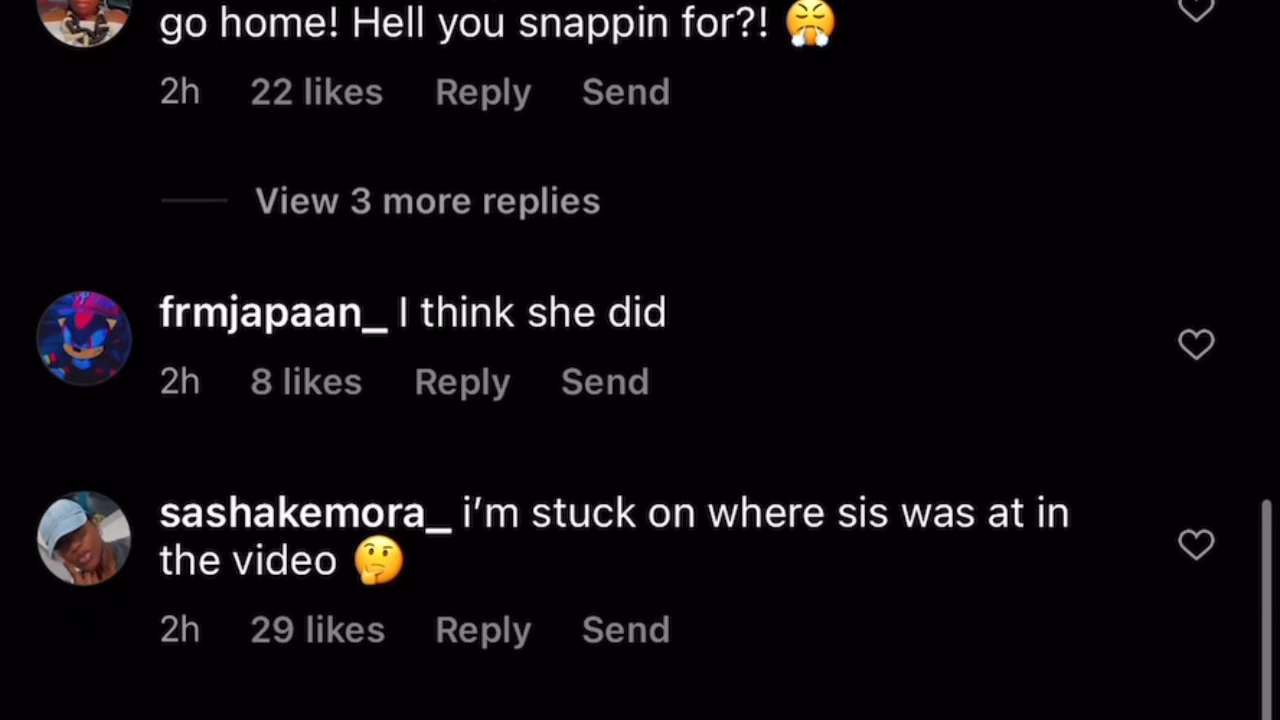 go home! Hell you snappin for?! 😤
2h 22 likes Reply Send
View 3 more replies
frmjapaan_ I think she did
2h 8 likes Reply Send
sashakemora_ i’m stuck on where sis was at in
the video 🤔
2h 29 likes Reply Send